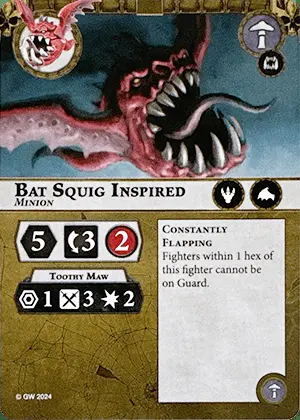 BAT SQUIG INSPIRED
MINION
5 3 2
TOOTHY MAW
1 3 2
CONSTANTLY
FLAPPING
Fighters within 1 hex of
this fighter cannot be
on Guard.
© GW 2024